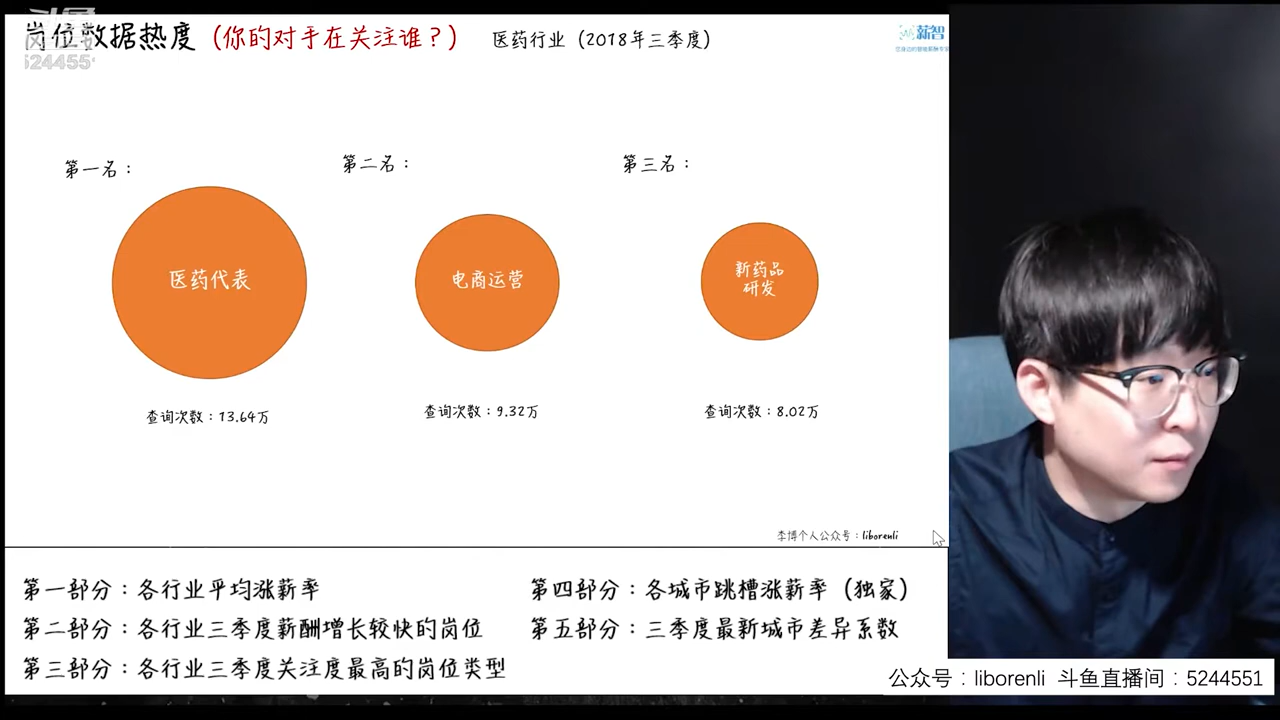 岗位数据热度（你的对手在关注谁？） 医药行业（2018年三季度）
薪智
第一名：
第二名：
第三名：
医药代表
电商运营
新药品
研发
查询次数：13.64万
查询次数：9.32万
查询次数：8.02万
李博个人公众号：liborenli
第一部分：各行业平均涨薪率
第二部分：各行业三季度薪酬增长较快的岗位
第三部分：各行业三季度关注度最高的岗位类型
第四部分：各城市跳槽涨薪率（独家）
第五部分：三季度最新城市差异系数
公众号：liborenli 斗鱼直播间：5244551